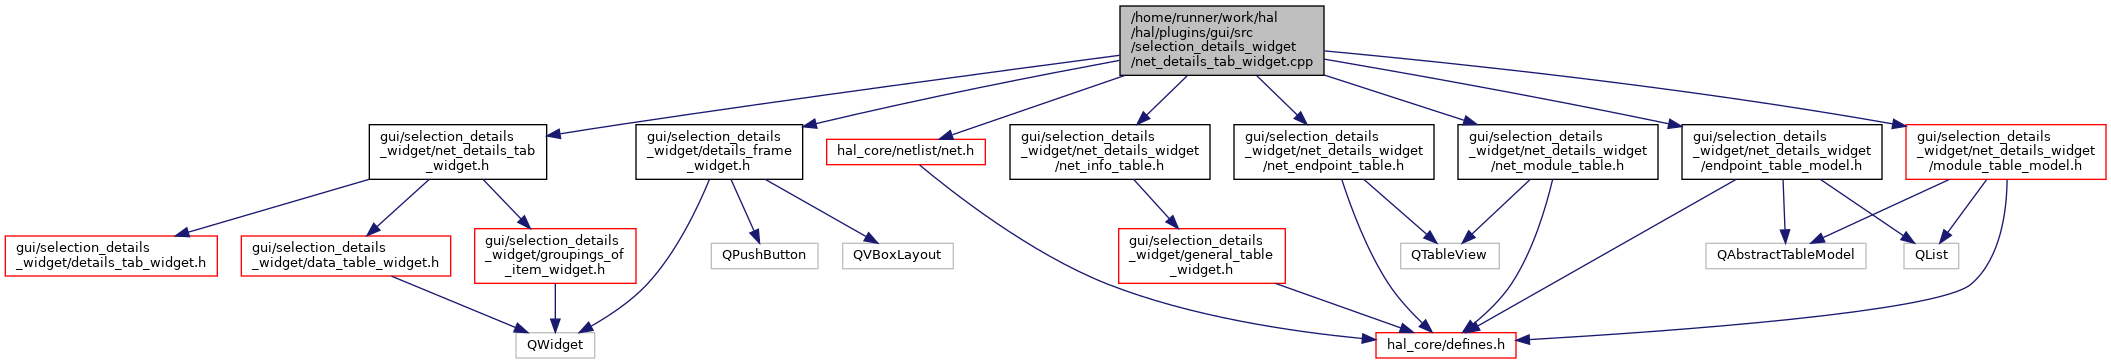 /home/runner/work/hal
/hal/plugins/gui/src
/selection_details_widget
/net_details_tab_widget.cpp
gui/selection_details
_widget/net_details_tab
_widget.h
gui/selection_details
_widget/details_frame
_widget.h
hal_core/netlist/net.h
gui/selection_details
_widget/net_details_widget
/net_info_table.h
gui/selection_details
_widget/net_details_widget
/net_endpoint_table.h
gui/selection_details
_widget/net_details_widget
/net_module_table.h
gui/selection_details
_widget/net_details_widget
/endpoint_table_model.h
gui/selection_details
_widget/net_details_widget
/module_table_model.h
gui/selection_details
_widget/details_tab_widget.h
gui/selection_details
_widget/data_table_widget.h
gui/selection_details
_widget/groupings_of
_item_widget.h
QPushButton
QVBoxLayout
gui/selection_details
_widget/general_table
_widget.h
QTableView
QAbstractTableModel
QList
QWidget
hal_core/defines.h